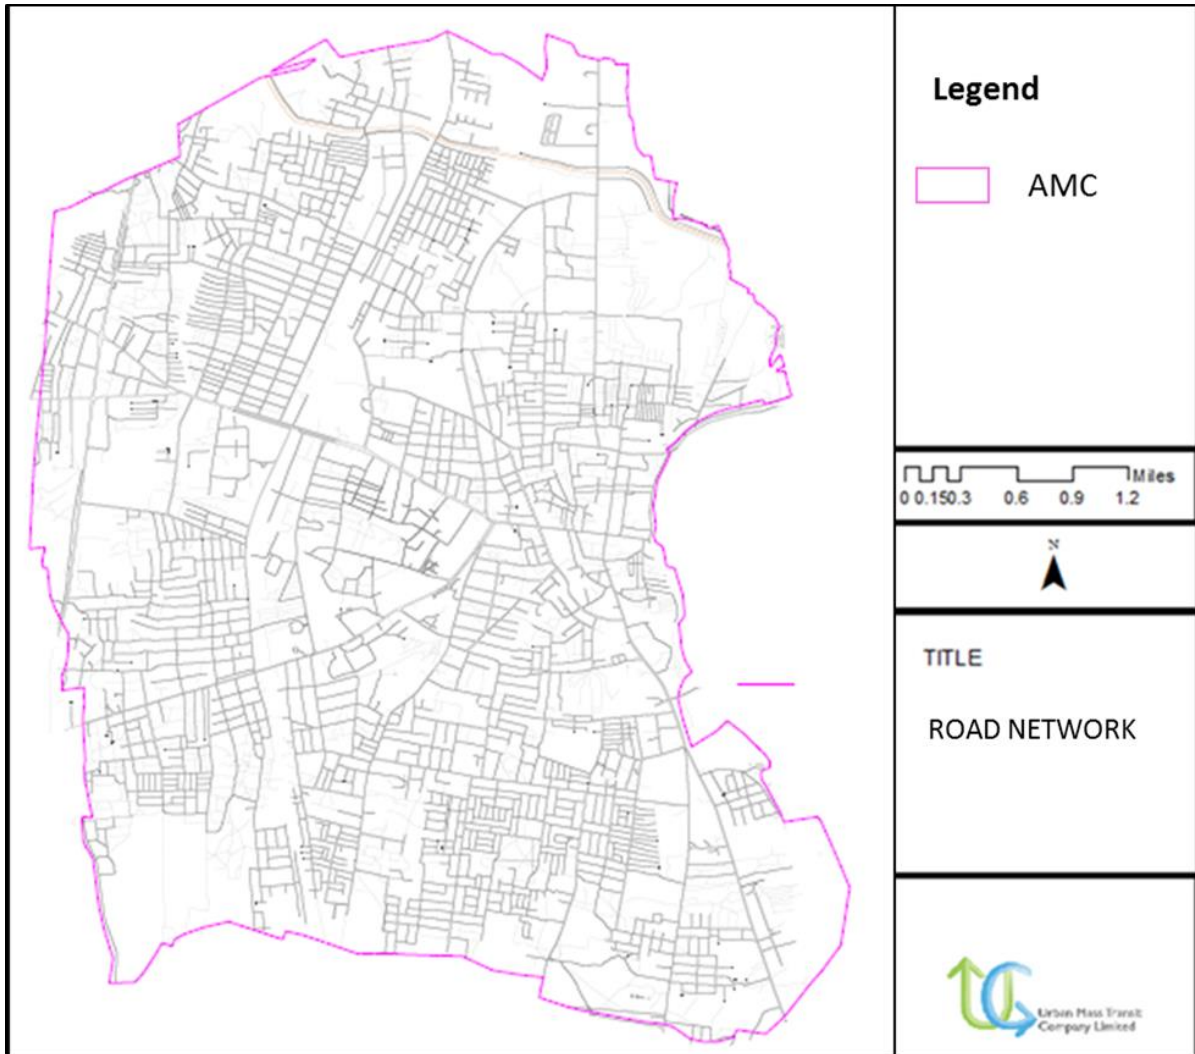 Legend
AMC
Miles
0 0.150.3 0.6 0.9 1.2
N
TITLE
ROAD NETWORK
Urban Mass Transit
Company Limited